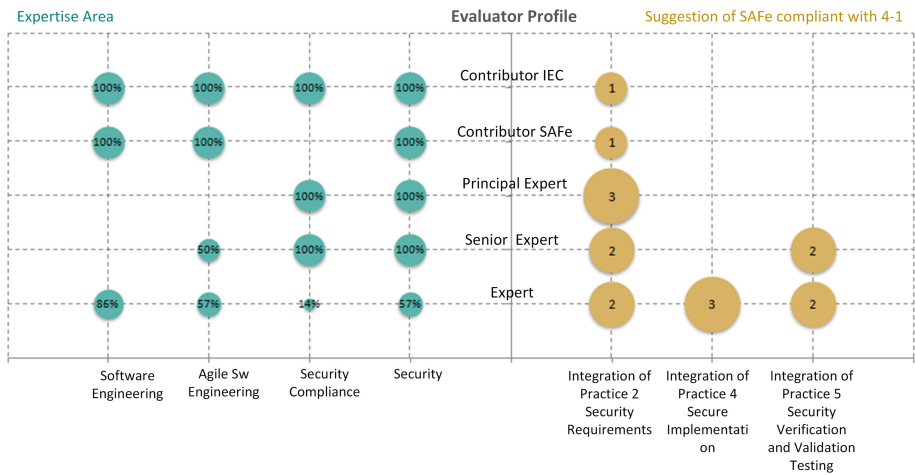 Expertise Area
Evaluator Profile
Suggestion of SAFe compliant with 4-1
100% 100% 100% 100% Contributor IEC 1
100% 100% 100% Contributor SAFe 1
100% 100% Principal Expert 3
50% 100% 100% Senior Expert 2 2
86% 57% 14% 57% Expert 2 3 2
Software
Engineering
Agile Sw
Engineering
Security
Compliance
Security
Integration of
Practice 2
Security
Requirements
Integration of
Practice 4
Secure
Implementati
on
Integration of
Practice 5
Security
Verification
and Validation
Testing